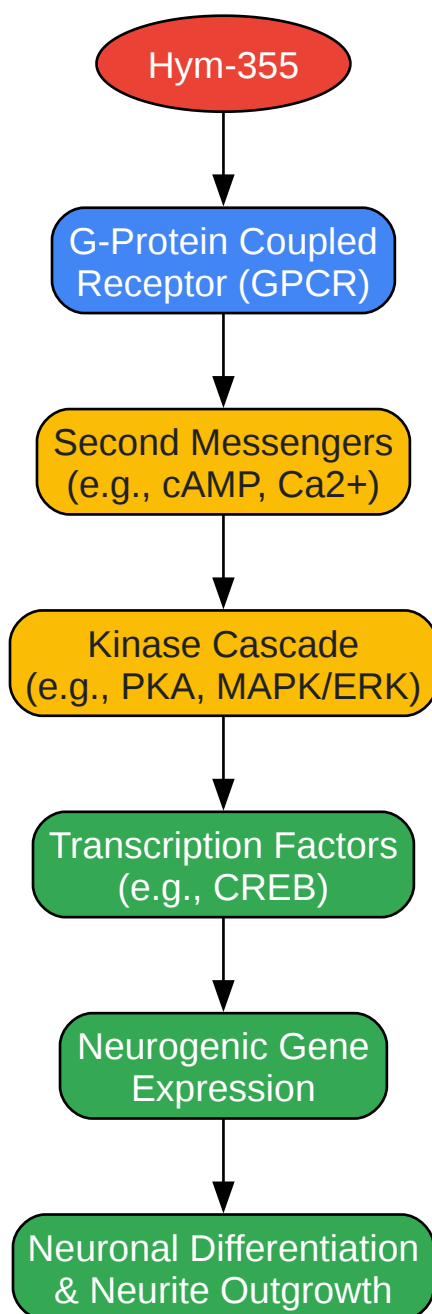 Hym-355
G-Protein Coupled
Receptor (GPCR)
Second Messengers
(e.g., cAMP, Ca2+)
Kinase Cascade
(e.g., PKA, MAPK/ERK)
Transcription Factors
(e.g., CREB)
Neurogenic Gene
Expression
Neuronal Differentiation
& Neurite Outgrowth